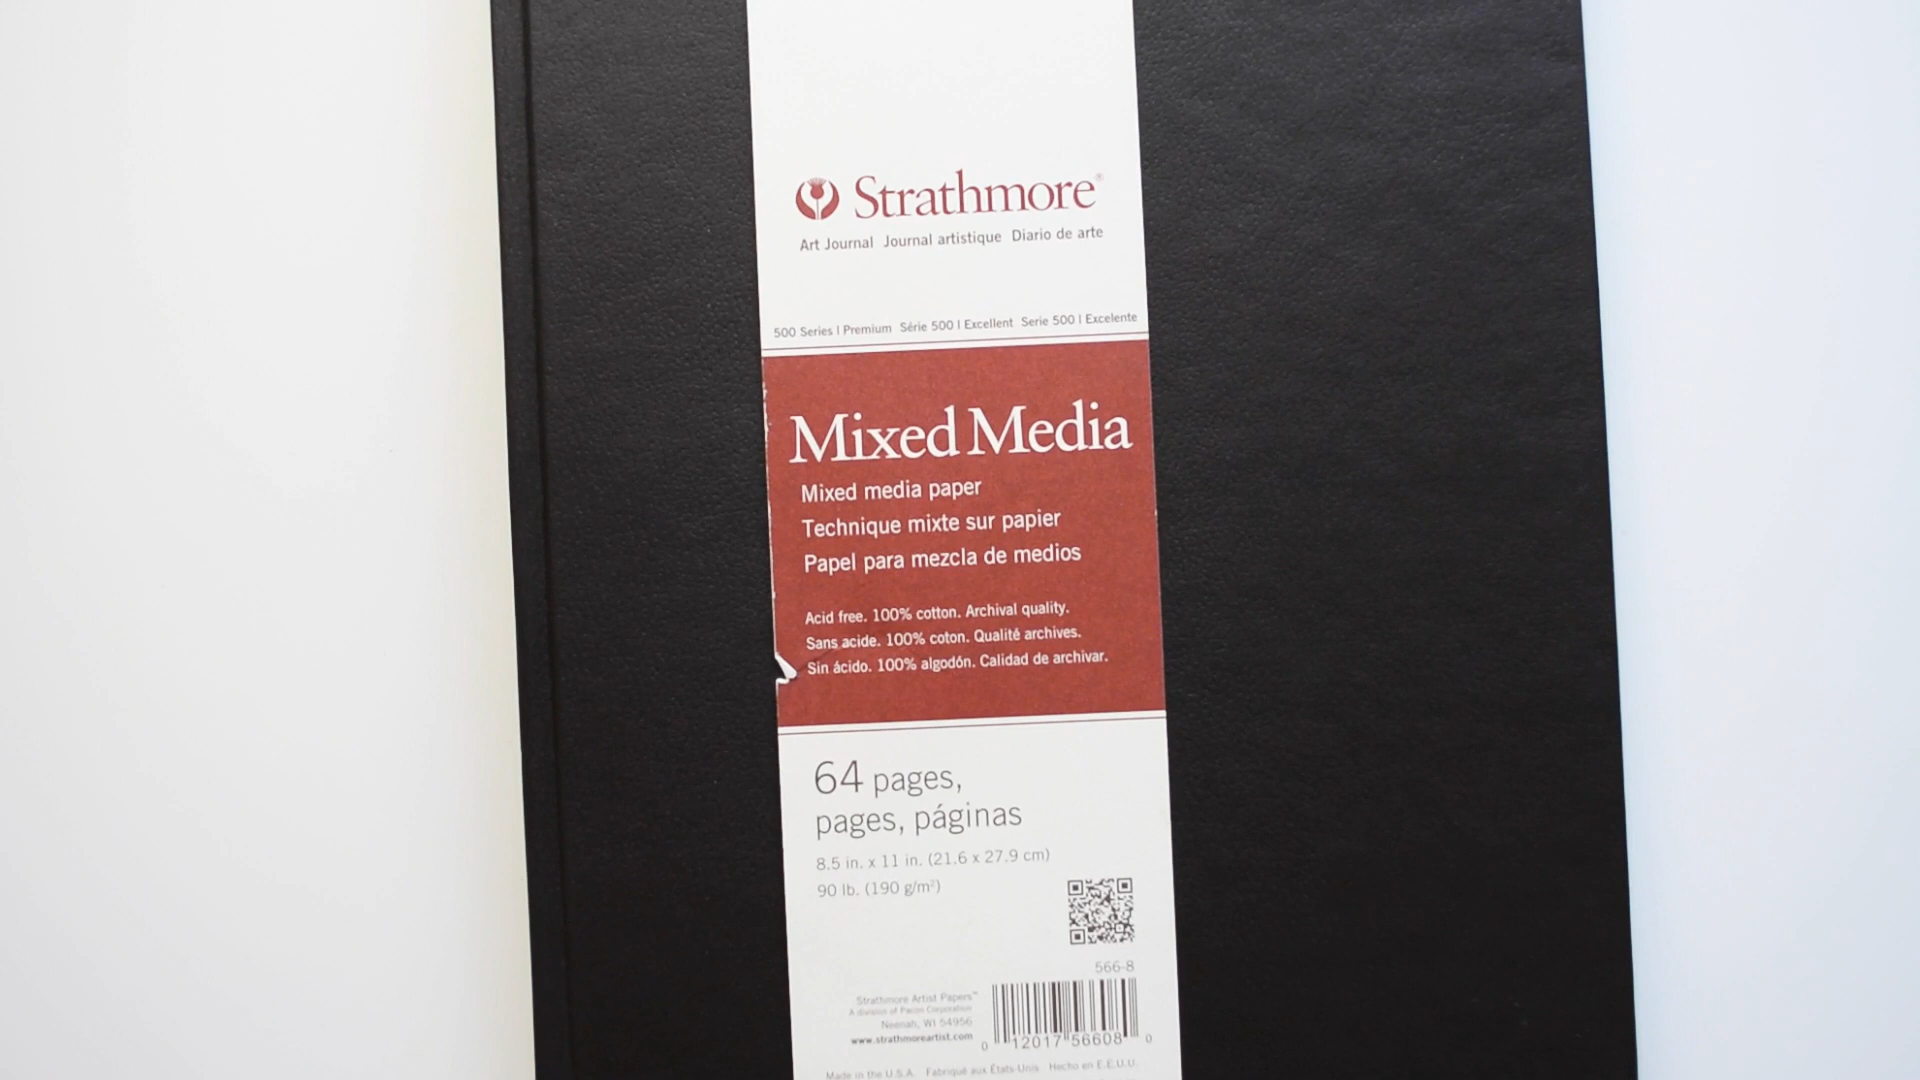 Strathmore®
Art Journal Journal artistique Diario de arte
500 Series | Premium Série 500 | Excellent Serie 500 | Excelente
Mixed Media
Mixed media paper
Technique mixte sur papier
Papel para mezcla de medios
Acid free. 100% cotton. Archival quality.
Sans acide. 100% coton. Qualité archives.
Sin ácido. 100% algodón. Calidad de archivar.
64 pages,
pages, páginas
8.5 in. x 11 in. (21.6 x 27.9 cm)
90 lb. (190 g/m²)
566-8
Strathmore Artist Papers™
A division of Pacon Corporation
Neenah, WI 54956
www.strathmoreartist.com
0 12017 56608 0
Made in the U.S.A. Fabriqué aux États-Unis Hecho en E.E.U.U.